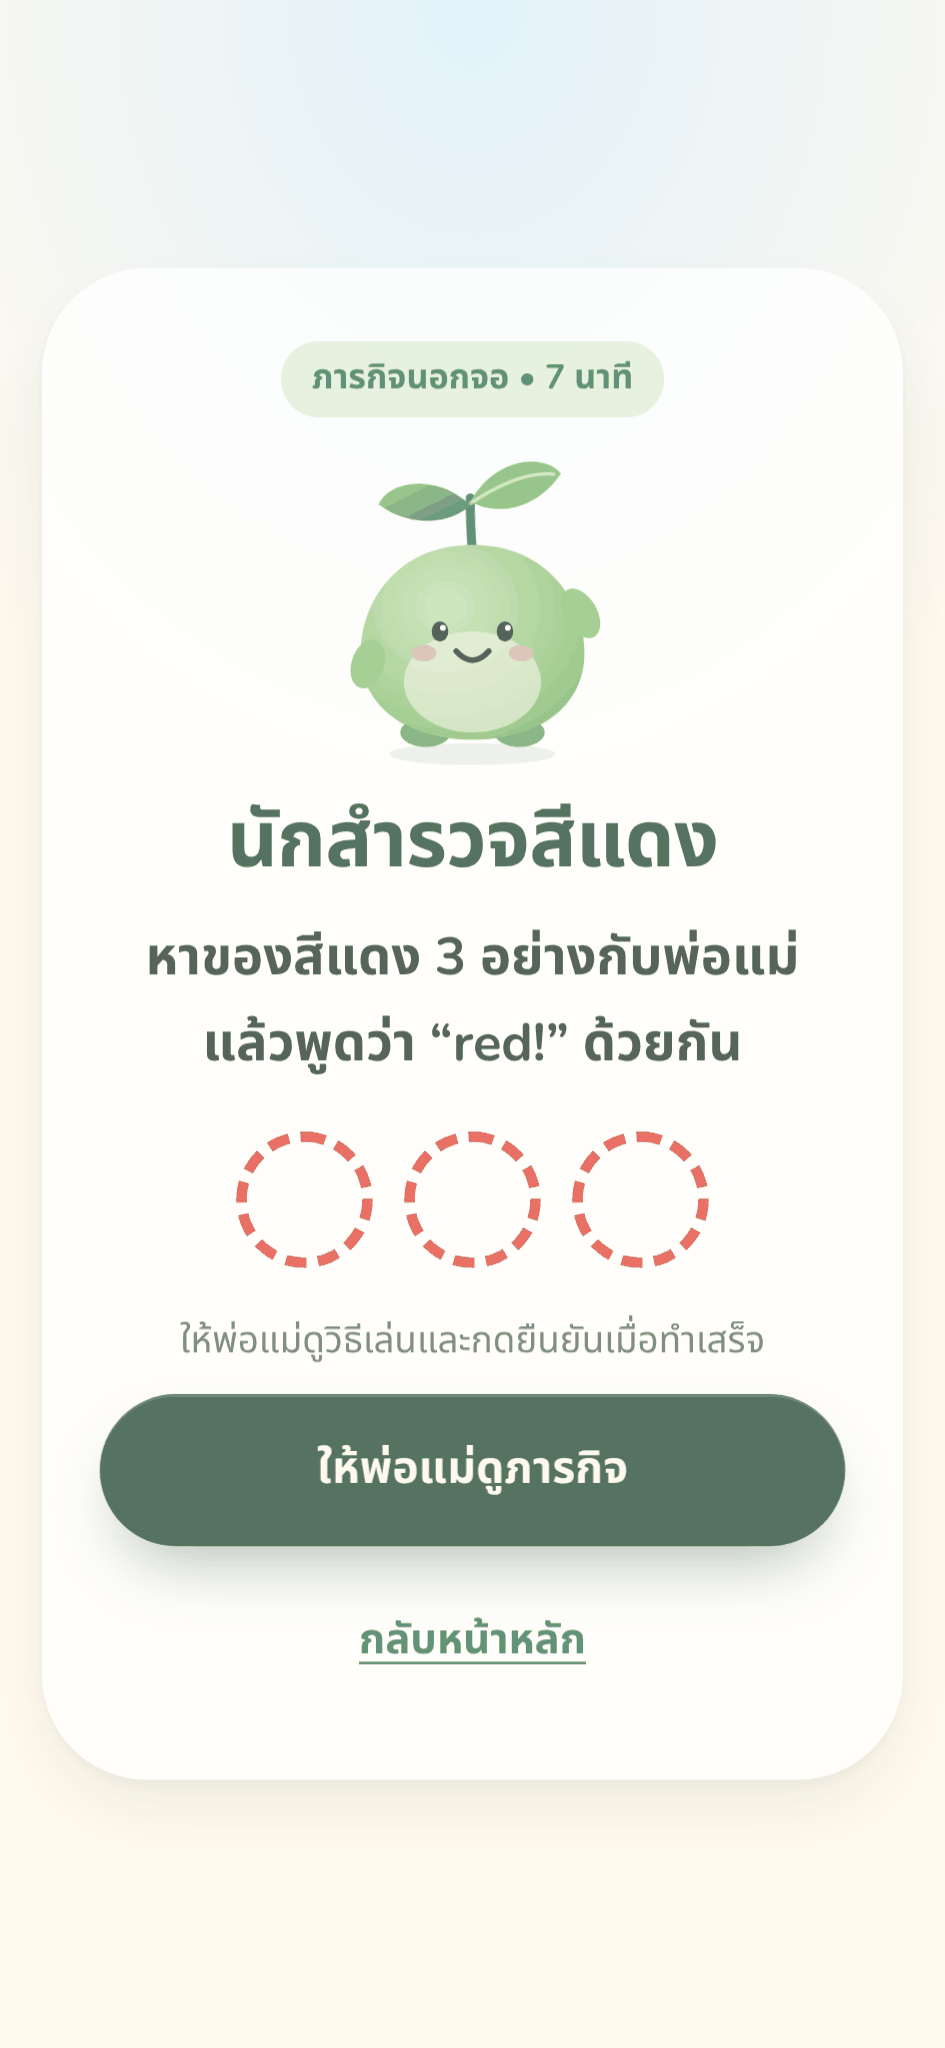 ภารกิจนอกจอ • 7 นาที
นักสำรวจสีแดง
หาของสีแดง 3 อย่างกับพ่อแม่
แล้วพูดว่า “red!” ด้วยกัน
ให้พ่อแม่ดูวิธีเล่นและกดยืนยันเมื่อทำเสร็จ
ให้พ่อแม่ดูภารกิจ
กลับหน้าหลัก